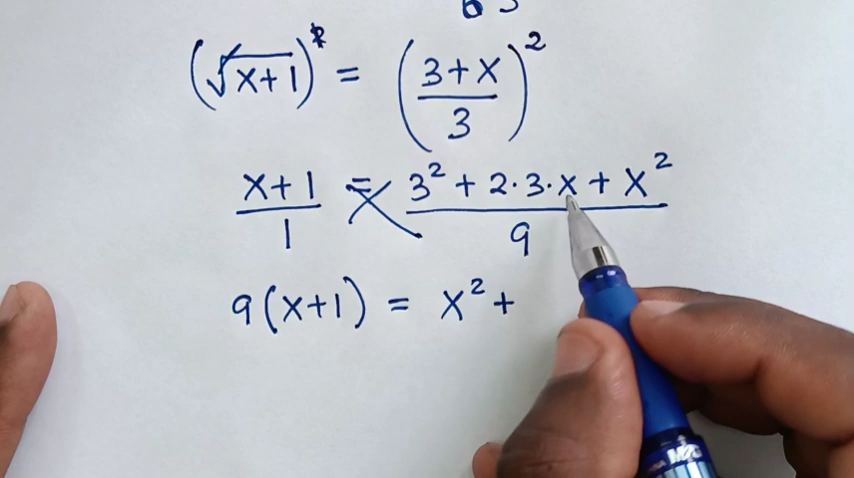 (√x+1)² = (3+x/3)²
x+1/1 = 3² + 2·3·x + x²/9
9(x+1) = x² +